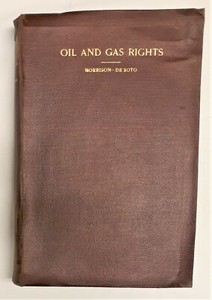 OIL AND GAS RIGHTS
MORRISON - DE SOTO